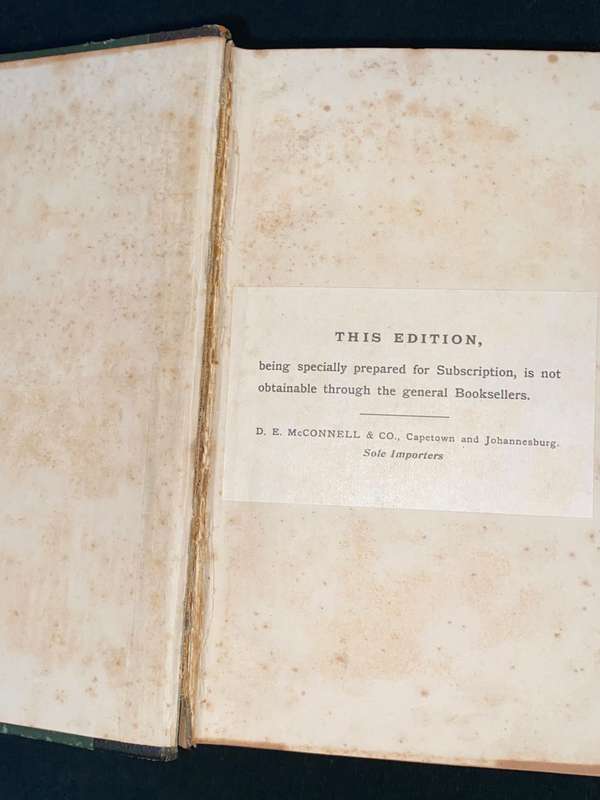 THIS EDITION,
being specially prepared for Subscription, is not
obtainable through the general Booksellers.
D. E. McCONNELL & CO., Capetown and Johannesburg.
Sole Importers